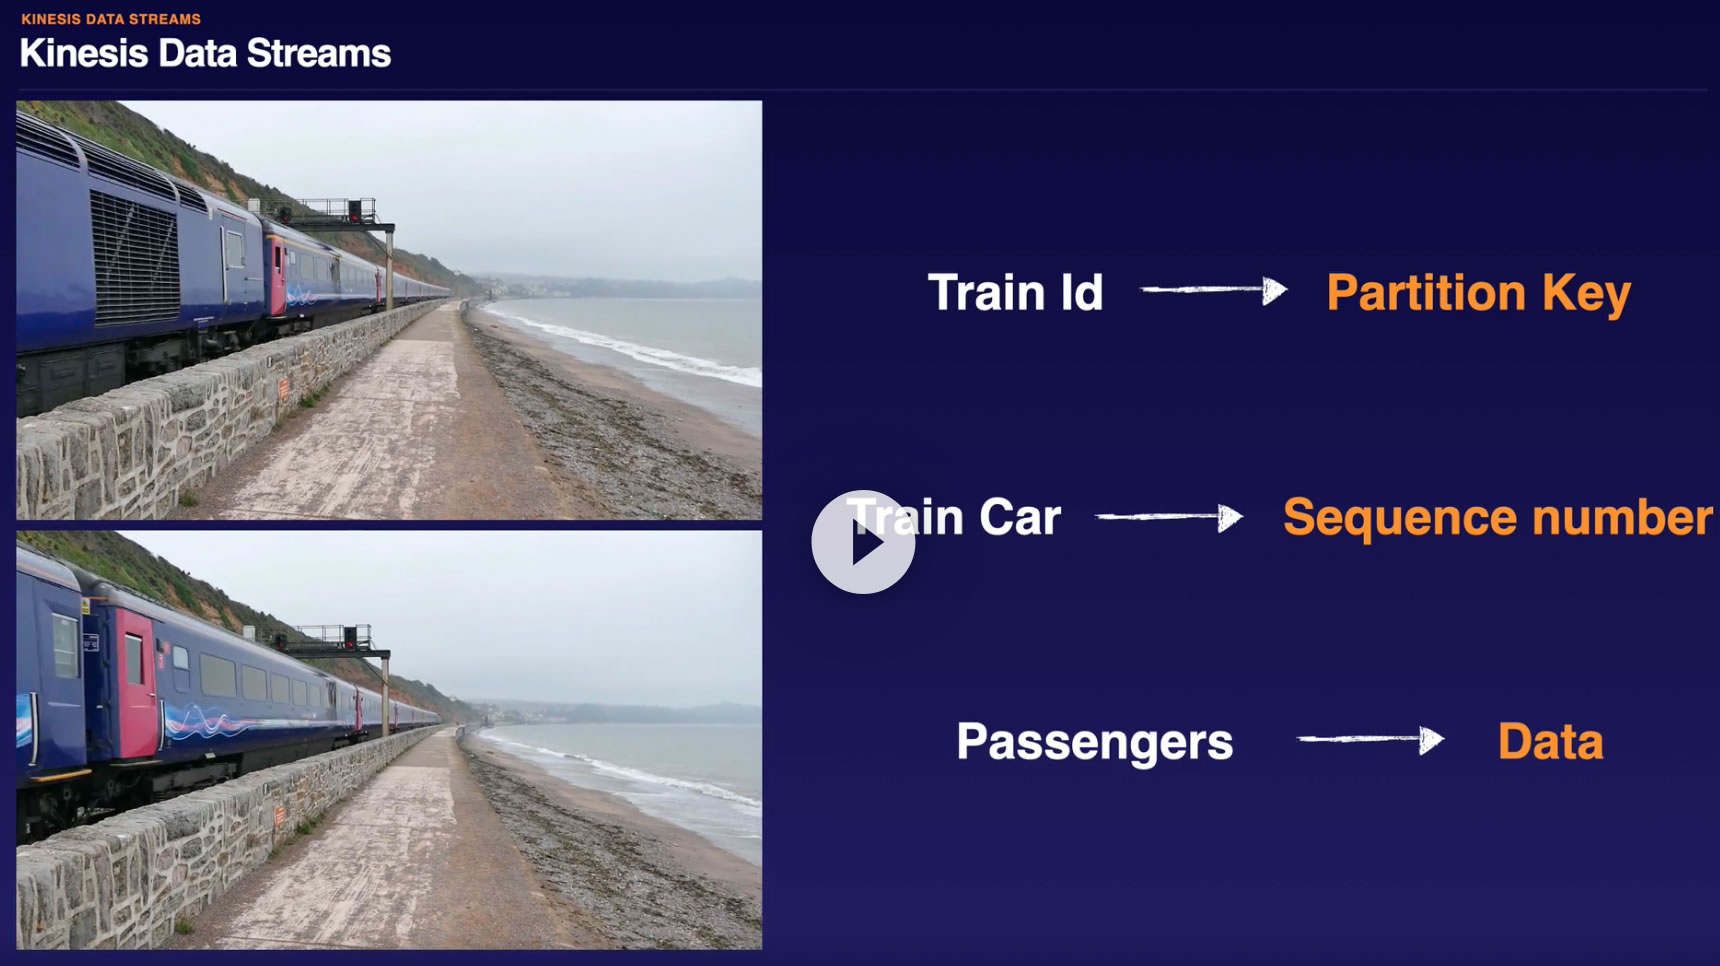 KINESIS DATA STREAMS
Kinesis Data Streams
Train Id
Partition Key
Train Car
Sequence number
Passengers
Data